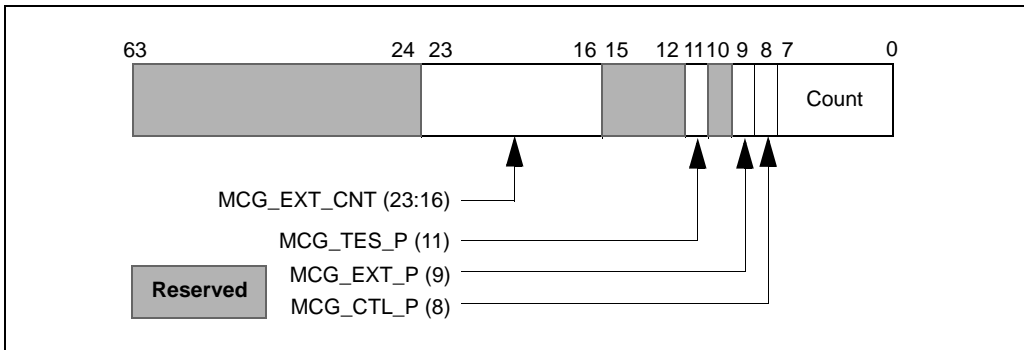 63 24 23 16 15 12 11 10 9 8 7 0
Count
MCG_EXT_CNT (23:16)
MCG_TES_P (11)
MCG_EXT_P (9)
Reserved
MCG_CTL_P (8)